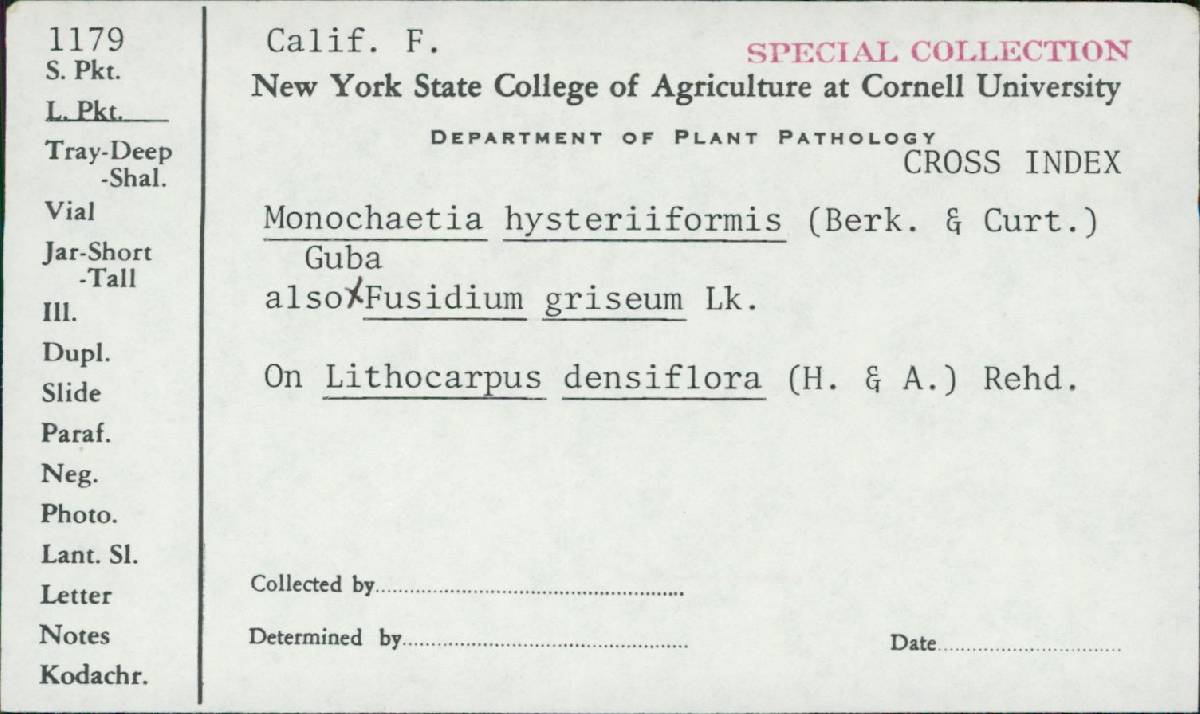 1179
S. Pkt.
L. Pkt.
Tray-Deep
-Shal.
Vial
Jar-Short
-Tall
Ill.
Dupl.
Slide
Paraf.
Neg.
Photo.
Lant. Sl.
Letter
Notes
Kodachr.
Calif. F.
SPECIAL COLLECTION
New York State College of Agriculture at Cornell University
DEPARTMENT OF PLANT PATHOLOGY
CROSS INDEX
Monochaetia hysteriiformis (Berk. & Curt.)
Guba
also x Fusidium griseum Lk.
On Lithocarpus densiflora (H. & A.) Rehd.
Collected by
Determined by
Date